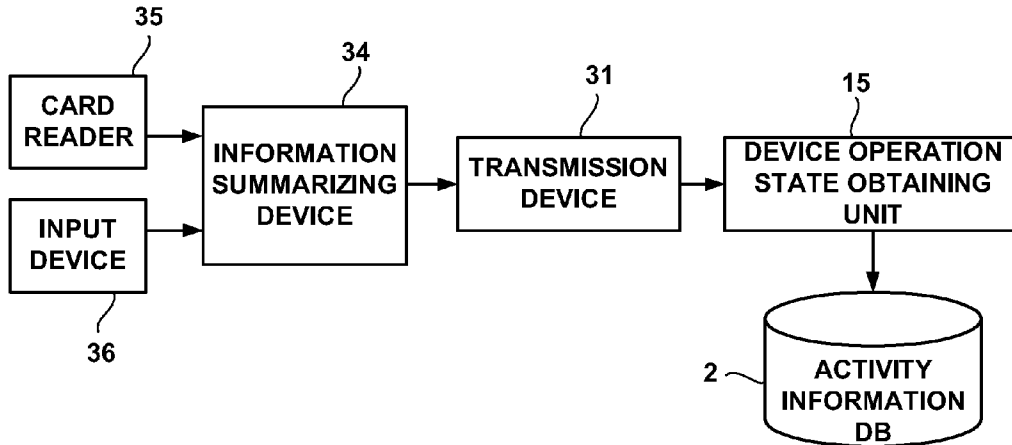 35
CARD
READER
34
INFORMATION
SUMMARIZING
DEVICE
31
TRANSMISSION
DEVICE
15
DEVICE OPERATION
STATE OBTAINING
UNIT
INPUT
DEVICE
36
2
ACTIVITY
INFORMATION
DB